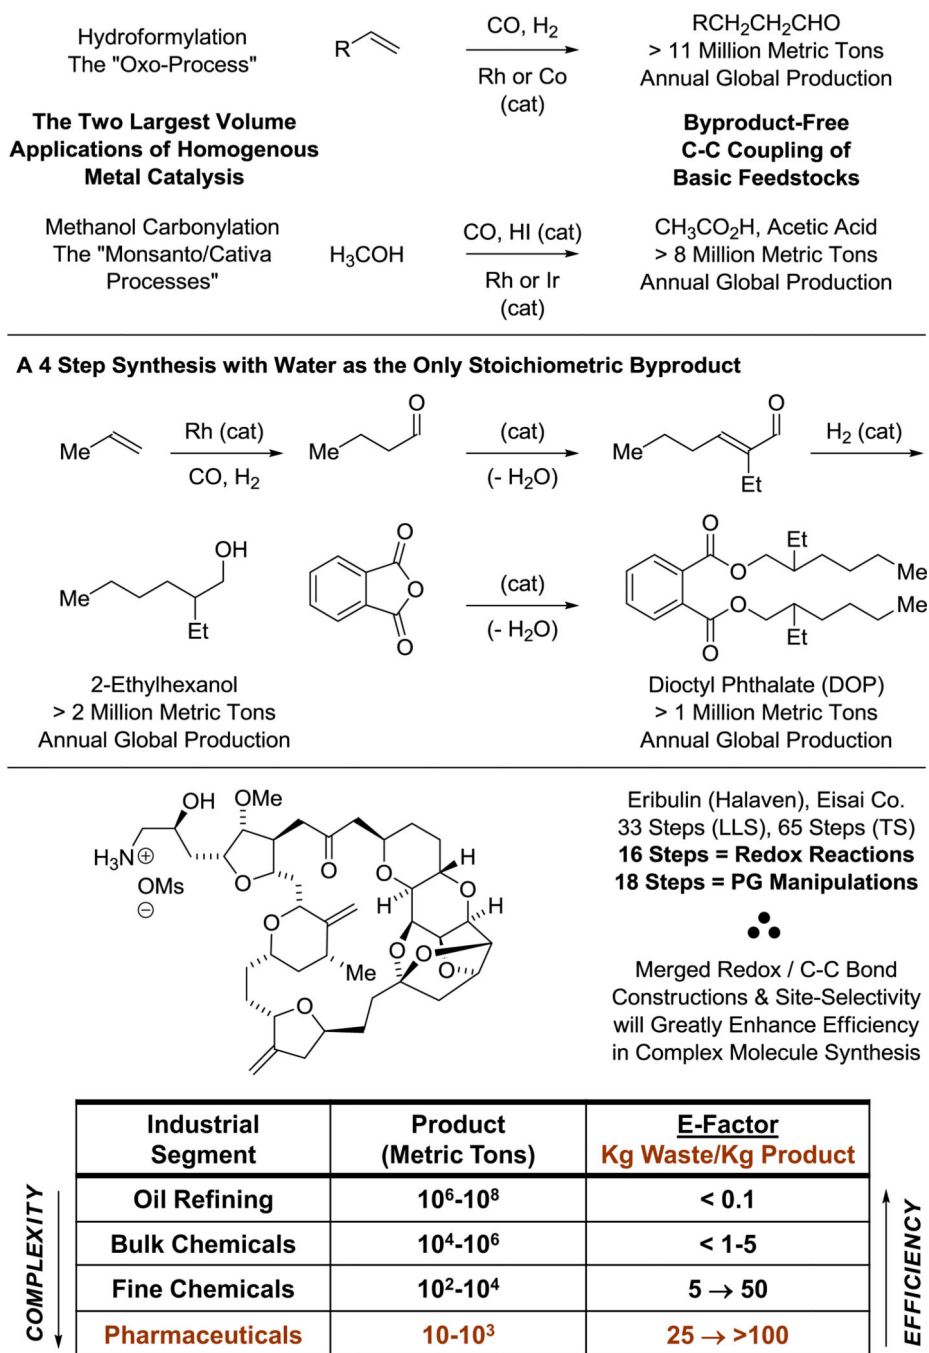 Hydroformylation
The "Oxo-Process"
R
CO, H₂
Rh or Co
(cat)
RCH₂CH₂CHO
> 11 Million Metric Tons
Annual Global Production
The Two Largest Volume
Applications of Homogenous
Metal Catalysis
Byproduct-Free
C-C Coupling of
Basic Feedstocks
Methanol Carbonylation
The "Monsanto/Cativa
Processes"
H₃COH
CO, HI (cat)
Rh or Ir
(cat)
CH₃CO₂H, Acetic Acid
> 8 Million Metric Tons
Annual Global Production
A 4 Step Synthesis with Water as the Only Stoichiometric Byproduct
Me
Rh (cat)
CO, H₂
Me
O
(cat)
(- H₂O)
Me
O
Et
H₂ (cat)
Me
OH
Et
O
O
O
(cat)
(- H₂O)
O
O
Et
Me
O
O
Et
Me
2-Ethylhexanol
> 2 Million Metric Tons
Annual Global Production
Dioctyl Phthalate (DOP)
> 1 Million Metric Tons
Annual Global Production
OH
OMe
H₃N⊕
OMs
⊖
O
O
O
Me
O
H
O
H
O
H
O
O
O
Eribulin (Halaven), Eisai Co.
33 Steps (LLS), 65 Steps (TS)
16 Steps = Redox Reactions
18 Steps = PG Manipulations
∴
Merged Redox / C-C Bond
Constructions & Site-Selectivity
will Greatly Enhance Efficiency
in Complex Molecule Synthesis
COMPLEXITY
Industrial
Segment
Product
(Metric Tons)
E-Factor
Kg Waste/Kg Product
Oil Refining
10⁶-10⁸
< 0.1
Bulk Chemicals
10⁴-10⁶
< 1-5
Fine Chemicals
10²-10⁴
5 → 50
Pharmaceuticals
10-10³
25 → >100
EFFICIENCY